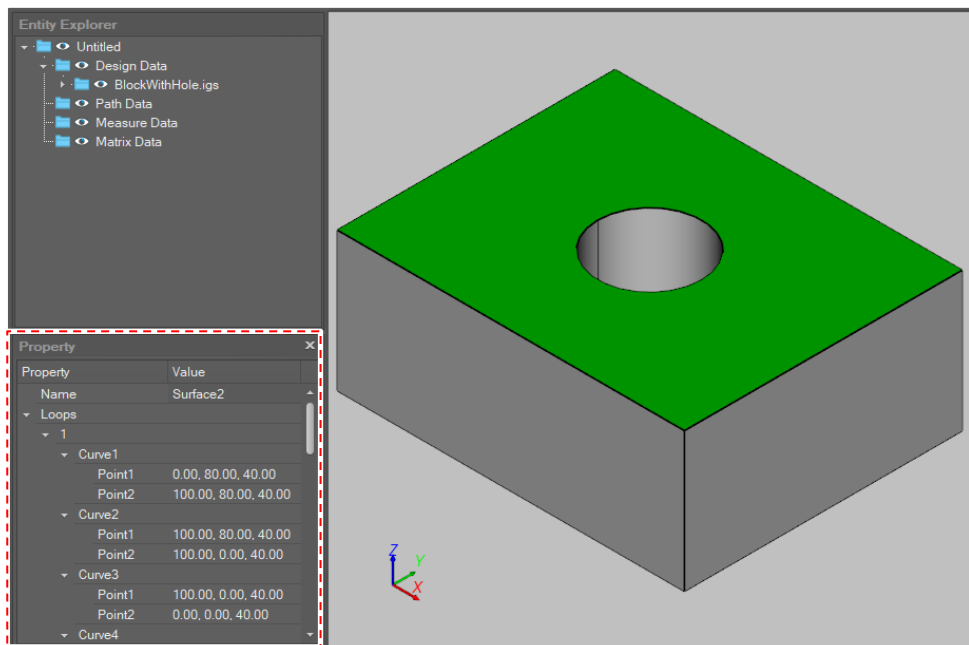 Entity Explorer
Untitled
Design Data
BlockWithHole.igs
Path Data
Measure Data
Matrix Data
Property X
Property Value
Name Surface2
Loops
1
Curve1
Point1 0.00, 80.00, 40.00
Point2 100.00, 80.00, 40.00
Curve2
Point1 100.00, 80.00, 40.00
Point2 100.00, 0.00, 40.00
Curve3
Point1 100.00, 0.00, 40.00
Point2 0.00, 0.00, 40.00
Curve4
Z
Y
X